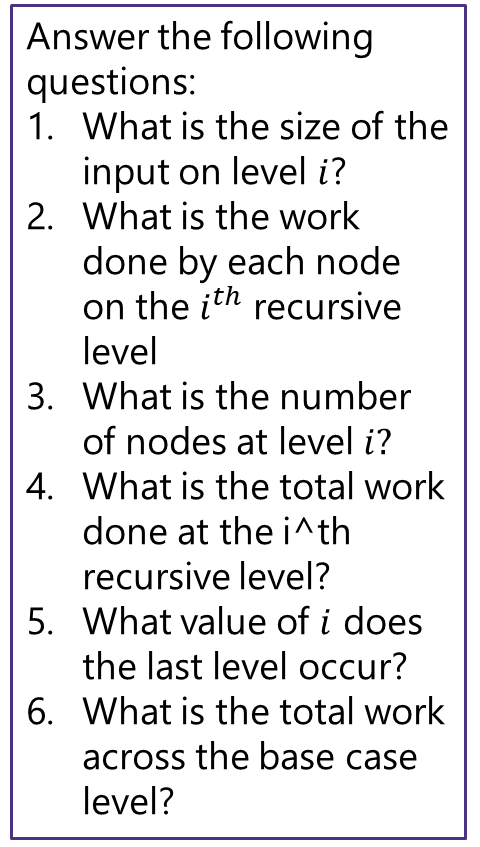 Answer the following
questions:
1. What is the size of the
input on level i?
2. What is the work
done by each node
on the i^th recursive
level
3. What is the number
of nodes at level i?
4. What is the total work
done at the i^th
recursive level?
5. What value of i does
the last level occur?
6. What is the total work
across the base case
level?